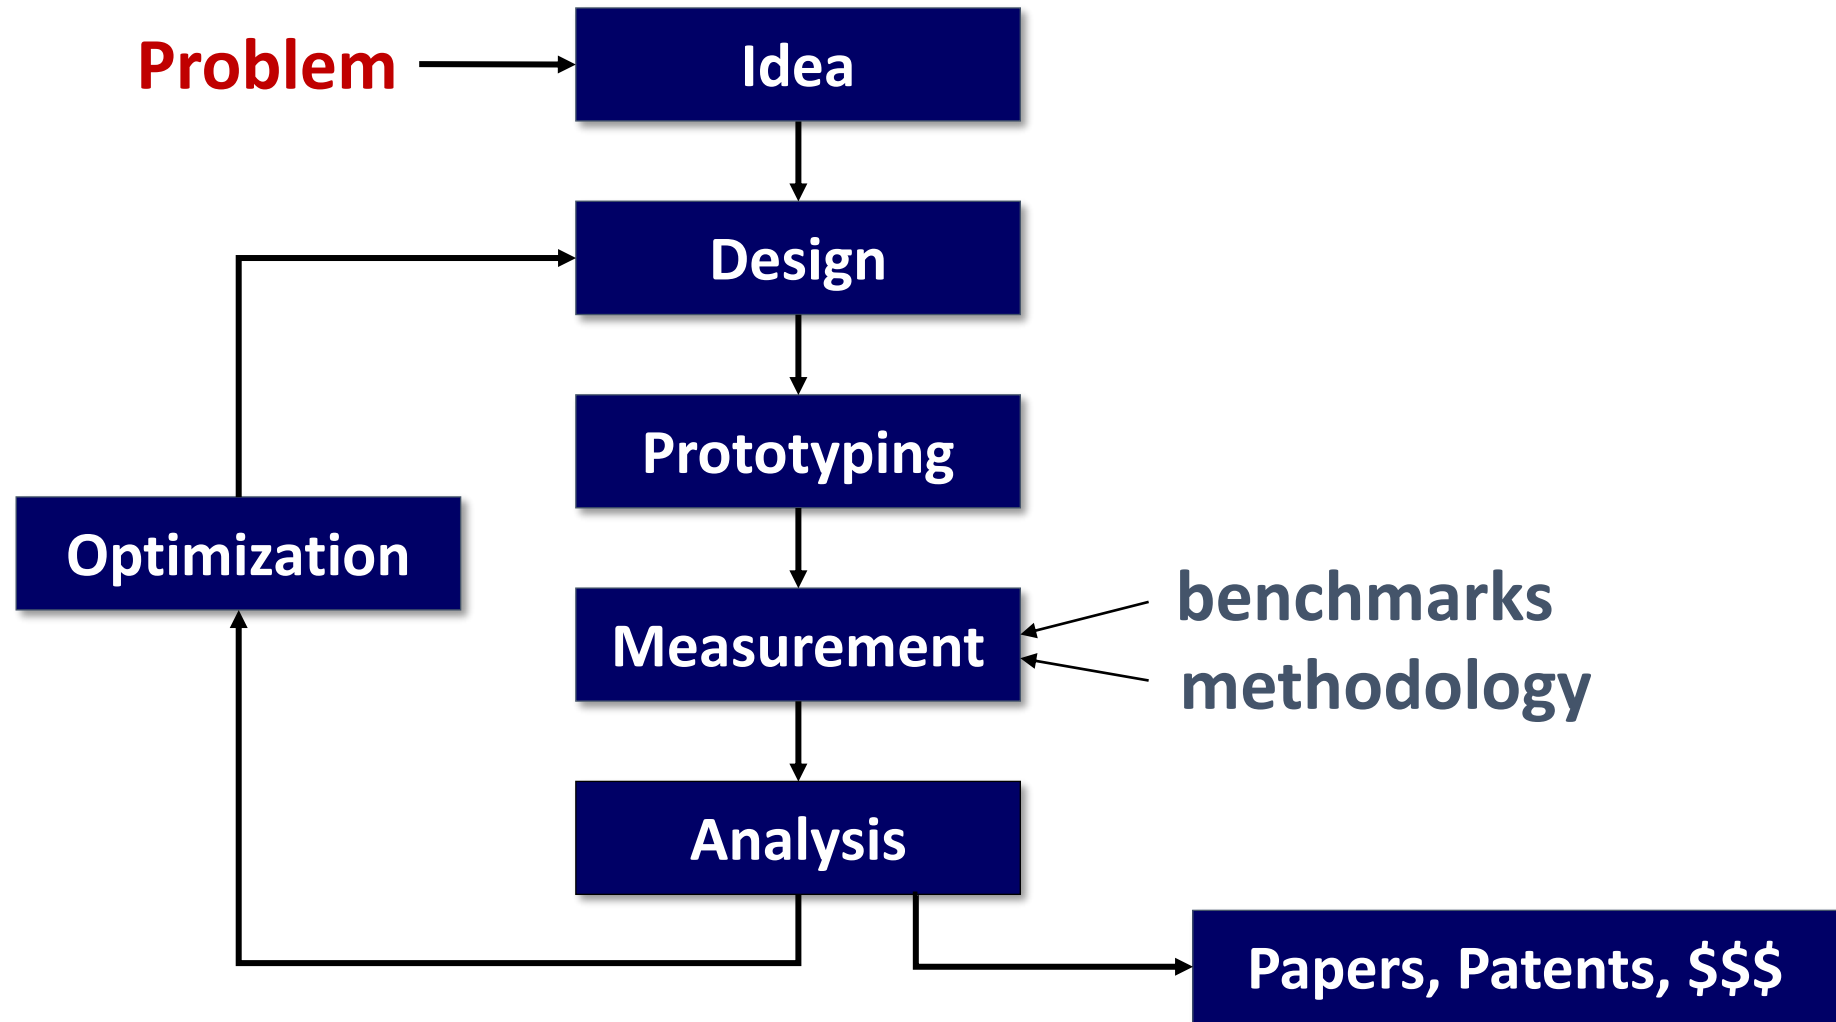 Problem
Idea
Design
Prototyping
Optimization
benchmarks
Measurement
methodology
Analysis
Papers, Patents, $$$